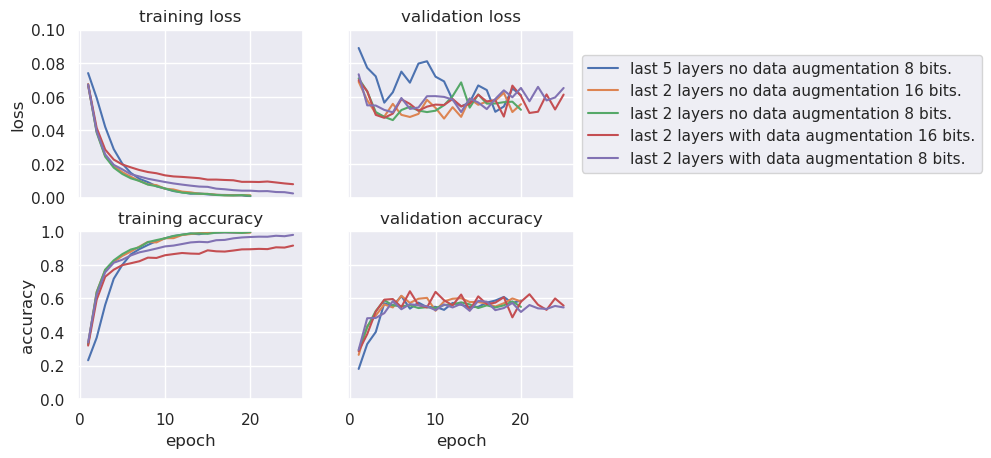 training loss
validation loss
0.10
0.08
0.06
0.04
0.02
0.00
loss
last 5 layers no data augmentation 8 bits.
last 2 layers no data augmentation 16 bits.
last 2 layers no data augmentation 8 bits.
last 2 layers with data augmentation 16 bits.
last 2 layers with data augmentation 8 bits.
training accuracy
validation accuracy
1.0
0.8
0.6
0.4
0.2
0.0
accuracy
0 10 20
0 10 20
epoch
epoch